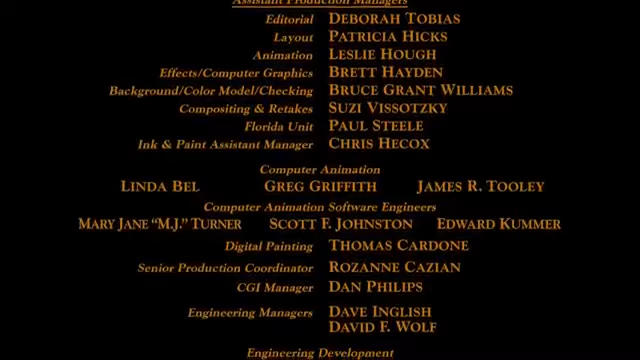 Assistant Production Managers
Editorial DEBORAH TOBIAS
Layout PATRICIA HICKS
Animation LESLIE HOUGH
Effects/Computer Graphics BRETT HAYDEN
Background/Color Model/Checking BRUCE GRANT WILLIAMS
Compositing & Retakes SUZI VISSOTZKY
Florida Unit PAUL STEELE
Ink & Paint Assistant Manager CHRIS HECOX
Computer Animation
LINDA BEL GREG GRIFFITH JAMES R. TOOLEY
Computer Animation Software Engineers
MARY JANE "M.J." TURNER SCOTT F. JOHNSTON EDWARD KUMMER
Digital Painting THOMAS CARDONE
Senior Production Coordinator ROZANNE CAZIAN
CGI Manager DAN PHILIPS
Engineering Managers DAVE INGLISH
DAVID F. WOLF
Engineering Development